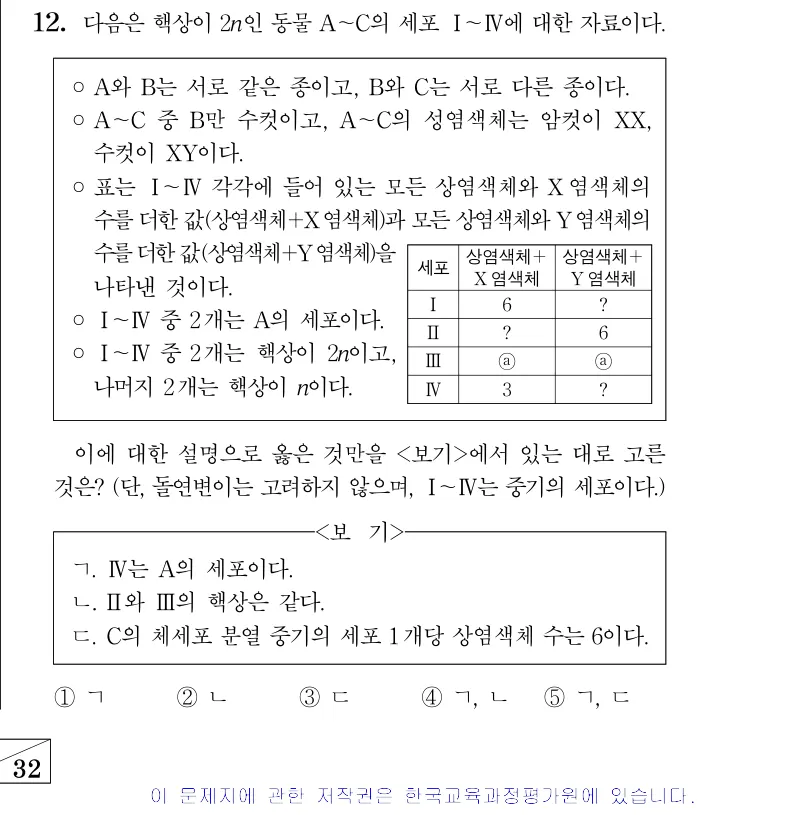 12. 다음은 핵상이 2n인 동물 A~C의 세포 Ⅰ~Ⅳ에 대한 자료이다.
○ A와 B는 서로 같은 종이고, B와 C는 서로 다른 종이다.
○ A~C 중 B만 수컷이고, A~C의 성염색체는 암컷이 XX,
수컷이 XY이다.
○ 표는 Ⅰ~Ⅳ 각각에 들어 있는 모든 상염색체와 X 염색체의
수를 더한 값(상염색체+X 염색체)과 모든 상염색체와 Y 염색체의
수를 더한 값(상염색체+Y 염색체)을
나타낸 것이다.
○ Ⅰ~Ⅳ 중 2개는 A의 세포이다.
○ Ⅰ~Ⅳ 중 2개는 핵상이 2n이고,
나머지 2개는 핵상이 n이다.
세포 상염색체+X 염색체 상염색체+Y 염색체
Ⅰ 6 ?
Ⅱ ? 6
Ⅲ ⓐ ⓐ
Ⅳ 3 ?
이에 대한 설명으로 옳은 것만을 <보기>에서 있는 대로 고른
것은? (단, 돌연변이는 고려하지 않으며, Ⅰ~Ⅳ는 중기의 세포이다.)
<보 기>
ㄱ. Ⅳ는 A의 세포이다.
ㄴ. Ⅱ와 Ⅲ의 핵상은 같다.
ㄷ. C의 체세포 분열 중기의 세포 1개당 상염색체 수는 6이다.
① ㄱ ② ㄴ ③ ㄷ ④ ㄱ, ㄴ ⑤ ㄱ, ㄷ
32
이 문제지에 관한 저작권은 한국교육과정평가원에 있습니다.